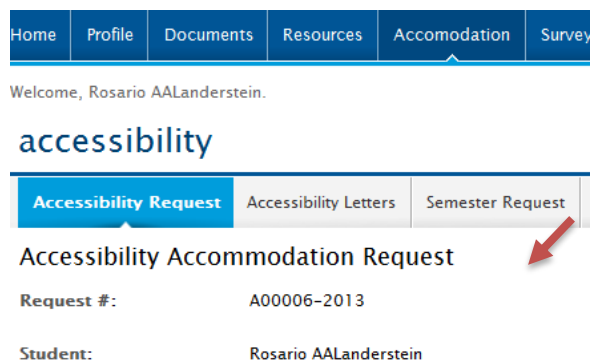 Home Profile Documents Resources Accomodation Survey
Welcome, Rosario AALanderstein.
accessibility
Accessibility Request Accessibility Letters Semester Request
Accessibility Accommodation Request
Request #: A00006-2013
Student: Rosario AALanderstein